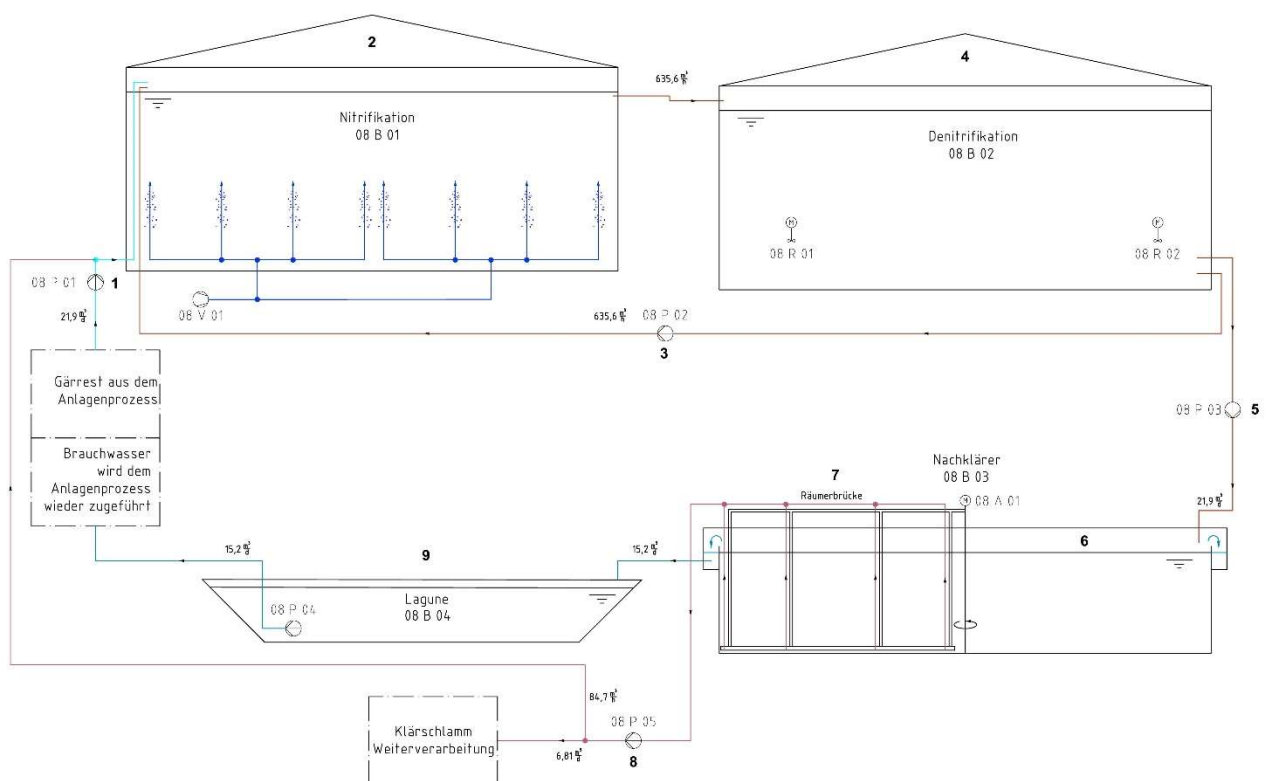 2
4
635,6 m³/h
Nitrifikation
08 B 01
Denitrifikation
08 B 02
M
M
08 R 01
08 R 02
08 P 01
1
08 V 01
21,9 m³/d
635,6 m³/h
08 P 02
3
Gärrest aus dem
Anlagenprozess
Brauchwasser
wird dem
Anlagenprozess
wieder zugeführt
08 P 03
5
Nachklärer
08 B 03
7
Räumerbrücke
M
08 A 01
21,9 m³/d
6
15,2 m³/d
9
15,2 m³/d
Lagune
08 B 04
08 P 04
84,7 m³/h
08 P 05
Klärschlamm
Weiterverarbeitung
6,81 m³/d
8